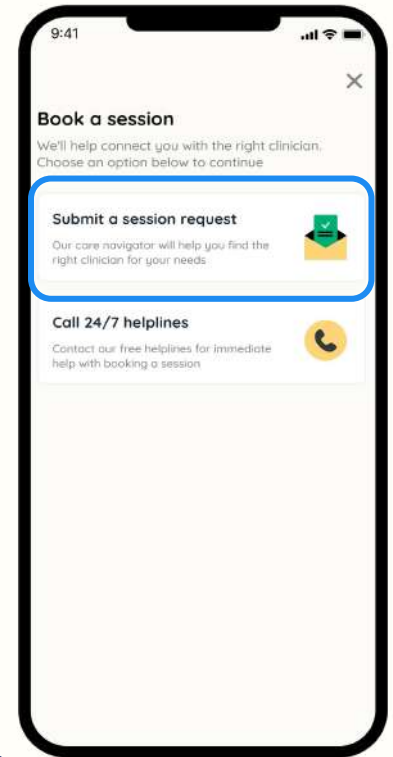 9:41
Book a session
We'll help connect you with the right clinician.
Choose an option below to continue
Submit a session request
Our care navigator will help you find the
right clinician for your needs
Call 24/7 helplines
Contact our free helplines for immediate
help with booking a session